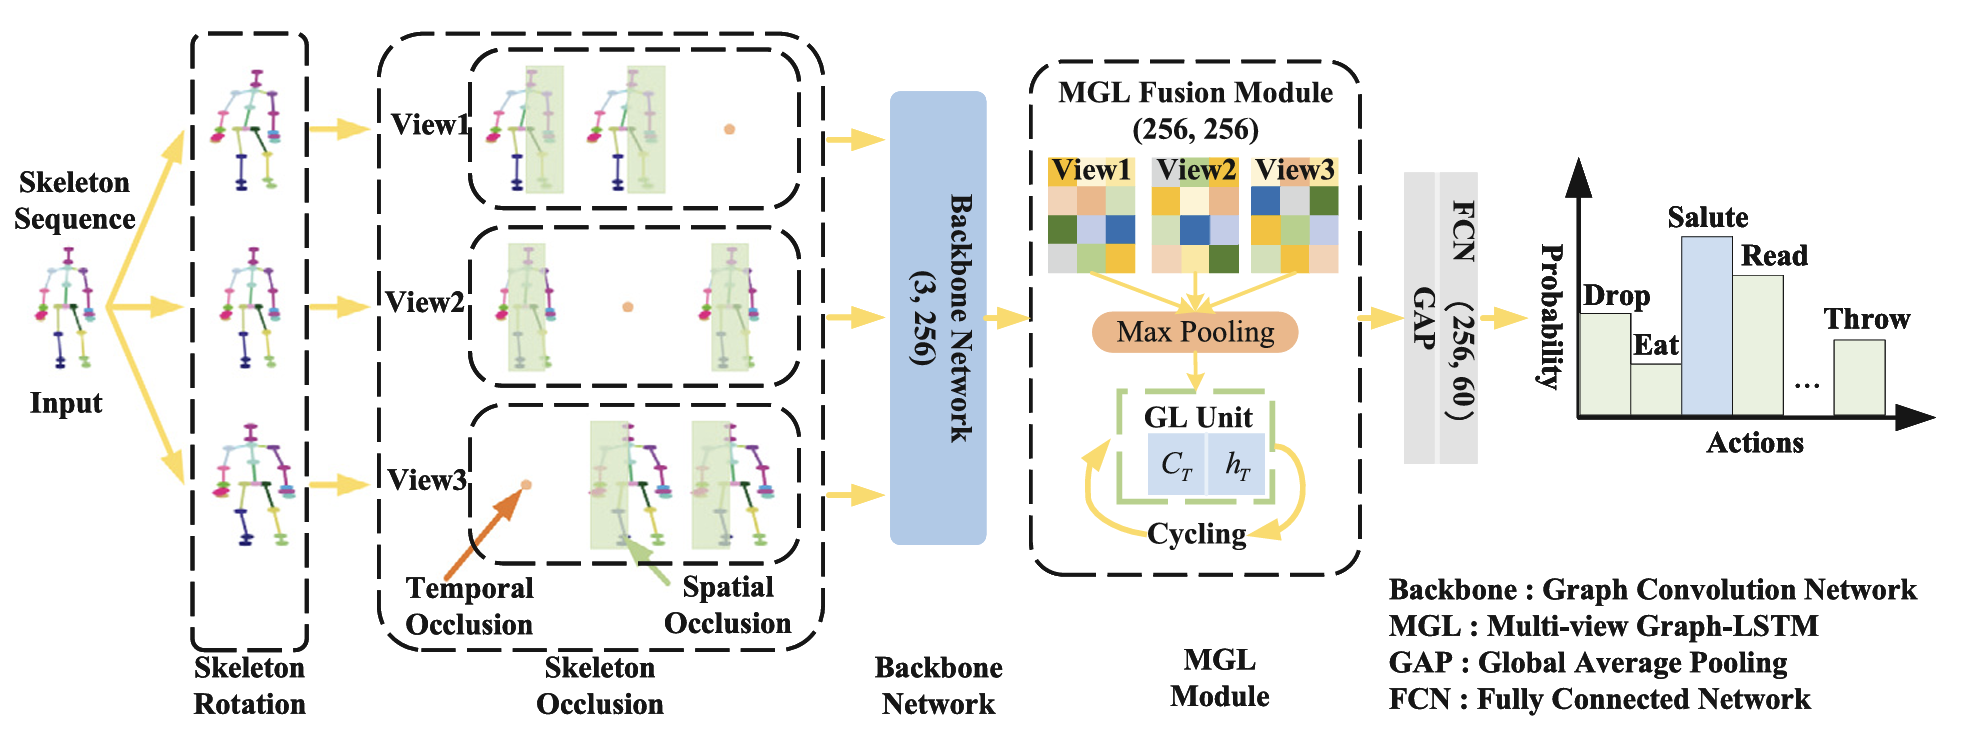 Skeleton
Sequence
Input
Skeleton
Rotation
View1
View2
View3
Temporal
Occlusion
Spatial
Occlusion
Skeleton
Occlusion
Backbone Network
(3, 256)
Backbone
Network
MGL Fusion Module
(256, 256)
View1 View2 View3
Max Pooling
GL Unit
C_T h_T
Cycling
MGL
Module
FCN (256, 60)
GAP
Probability
Drop
Eat
Salute
Read
...
Throw
Actions
Backbone : Graph Convolution Network
MGL : Multi-view Graph-LSTM
GAP : Global Average Pooling
FCN : Fully Connected Network